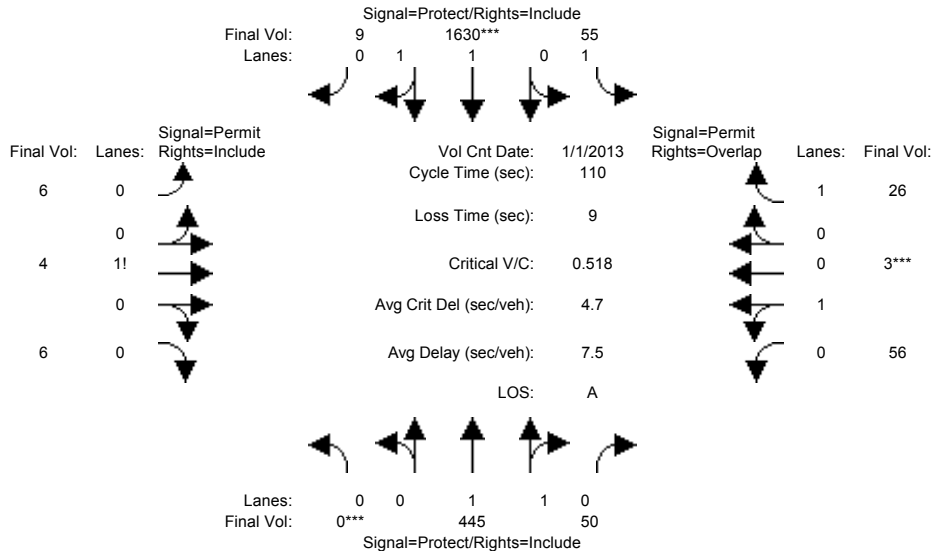 Signal=Protect/Rights=Include
Final Vol: 9 1630*** 55
Lanes: 0 1 1 0 1
Signal=Permit Signal=Permit
Final Vol: Lanes: Rights=Include Vol Cnt Date: 1/1/2013 Rights=Overlap Lanes: Final Vol:
Cycle Time (sec): 110
6 0 1 26
Loss Time (sec): 9
0 0
4 1! Critical V/C: 0.518 0 3***
0 Avg Crit Del (sec/veh): 4.7 1
6 0 Avg Delay (sec/veh): 7.5 0 56
LOS: A
Lanes: 0 0 1 1 0
Final Vol: 0*** 445 50
Signal=Protect/Rights=Include